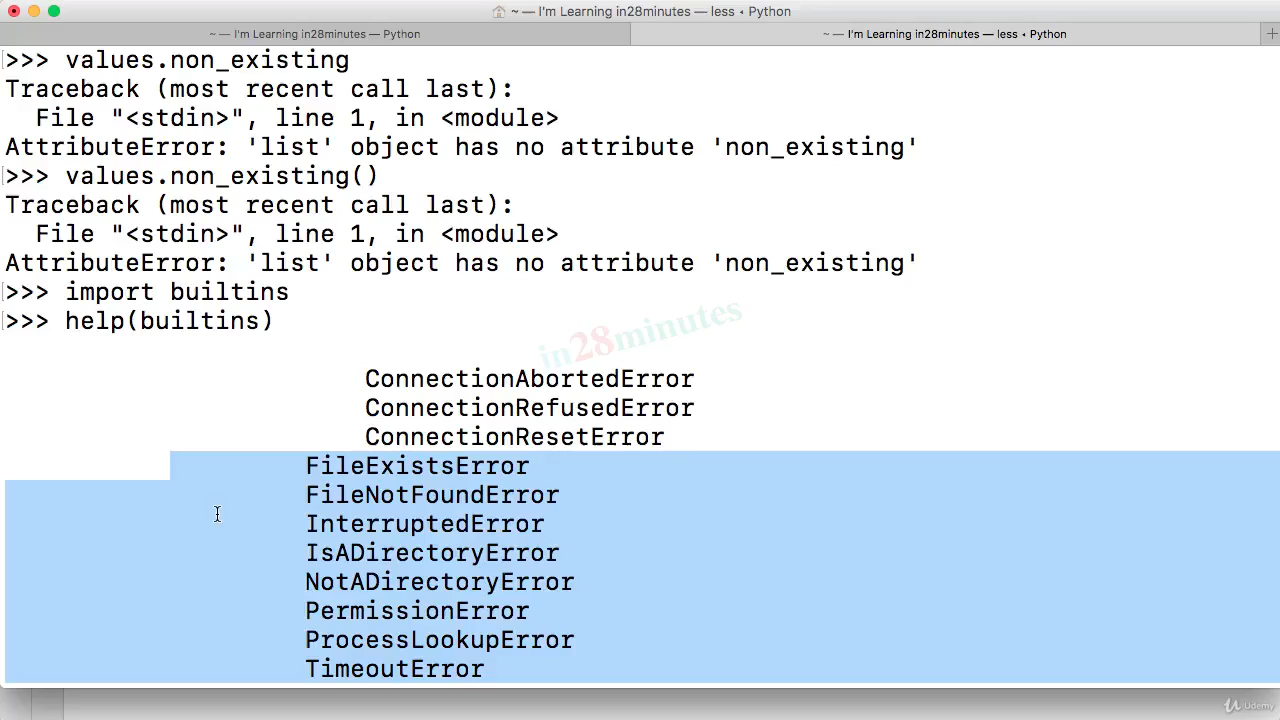 ~ — I'm Learning in28minutes — less ◂ Python
~ — I'm Learning in28minutes — Python
~ — I'm Learning in28minutes — less ◂ Python
>>> values.non_existing
Traceback (most recent call last):
  File "<stdin>", line 1, in <module>
AttributeError: 'list' object has no attribute 'non_existing'
>>> values.non_existing()
Traceback (most recent call last):
  File "<stdin>", line 1, in <module>
AttributeError: 'list' object has no attribute 'non_existing'
>>> import builtins
>>> help(builtins)
in28minutes
ConnectionAbortedError
ConnectionRefusedError
ConnectionResetError
FileExistsError
FileNotFoundError
InterruptedError
IsADirectoryError
NotADirectoryError
PermissionError
ProcessLookupError
TimeoutError
Udemy